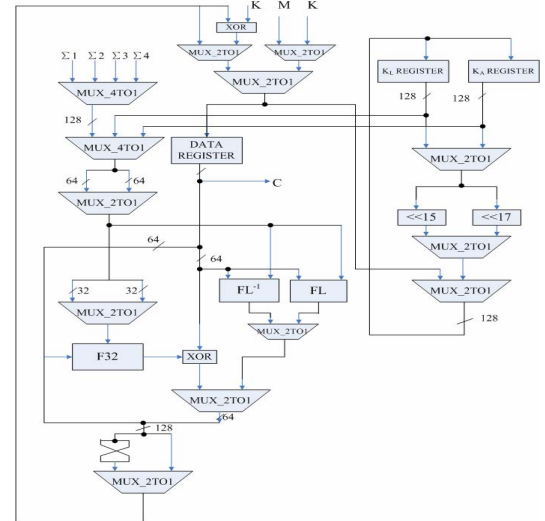 K M K
XOR
MUX_2TO1 MUX_2TO1
Σ1 Σ2 Σ3 Σ4
MUX_2TO1
K_L REGISTER K_A REGISTER
MUX_4TO1
128 128
128
MUX_4TO1
DATA REGISTER
MUX_2TO1
64 64
C
MUX_2TO1
<<15 <<17
64
MUX_2TO1
64
32 32
FL⁻¹ FL
MUX_2TO1
MUX_2TO1
MUX_2TO1
128
F32
XOR
MUX_2TO1
64
128
MUX_2TO1